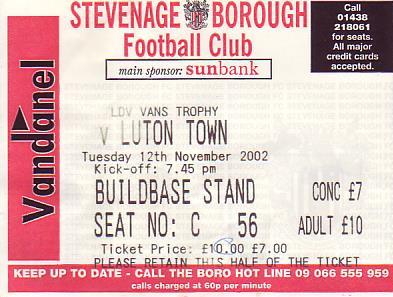 STEVENAGE BOROUGH
Football Club
main sponsor: sunbank
Call
01438
218061
for seats.
All major
credit cards
accepted.
Vandanel
LDV VANS TROPHY
V LUTON TOWN
Tuesday 12th November 2002
Kick-off: 7.45 pm
BUILDBASE STAND CONC £7
SEAT NO: C 56 ADULT £10
Ticket Price: £10.00 £7.00
PLEASE RETAIN THIS HALF OF THE TICKET
KEEP UP TO DATE - CALL THE BORO HOT LINE 09 066 555 959
calls charged at 60p per minute